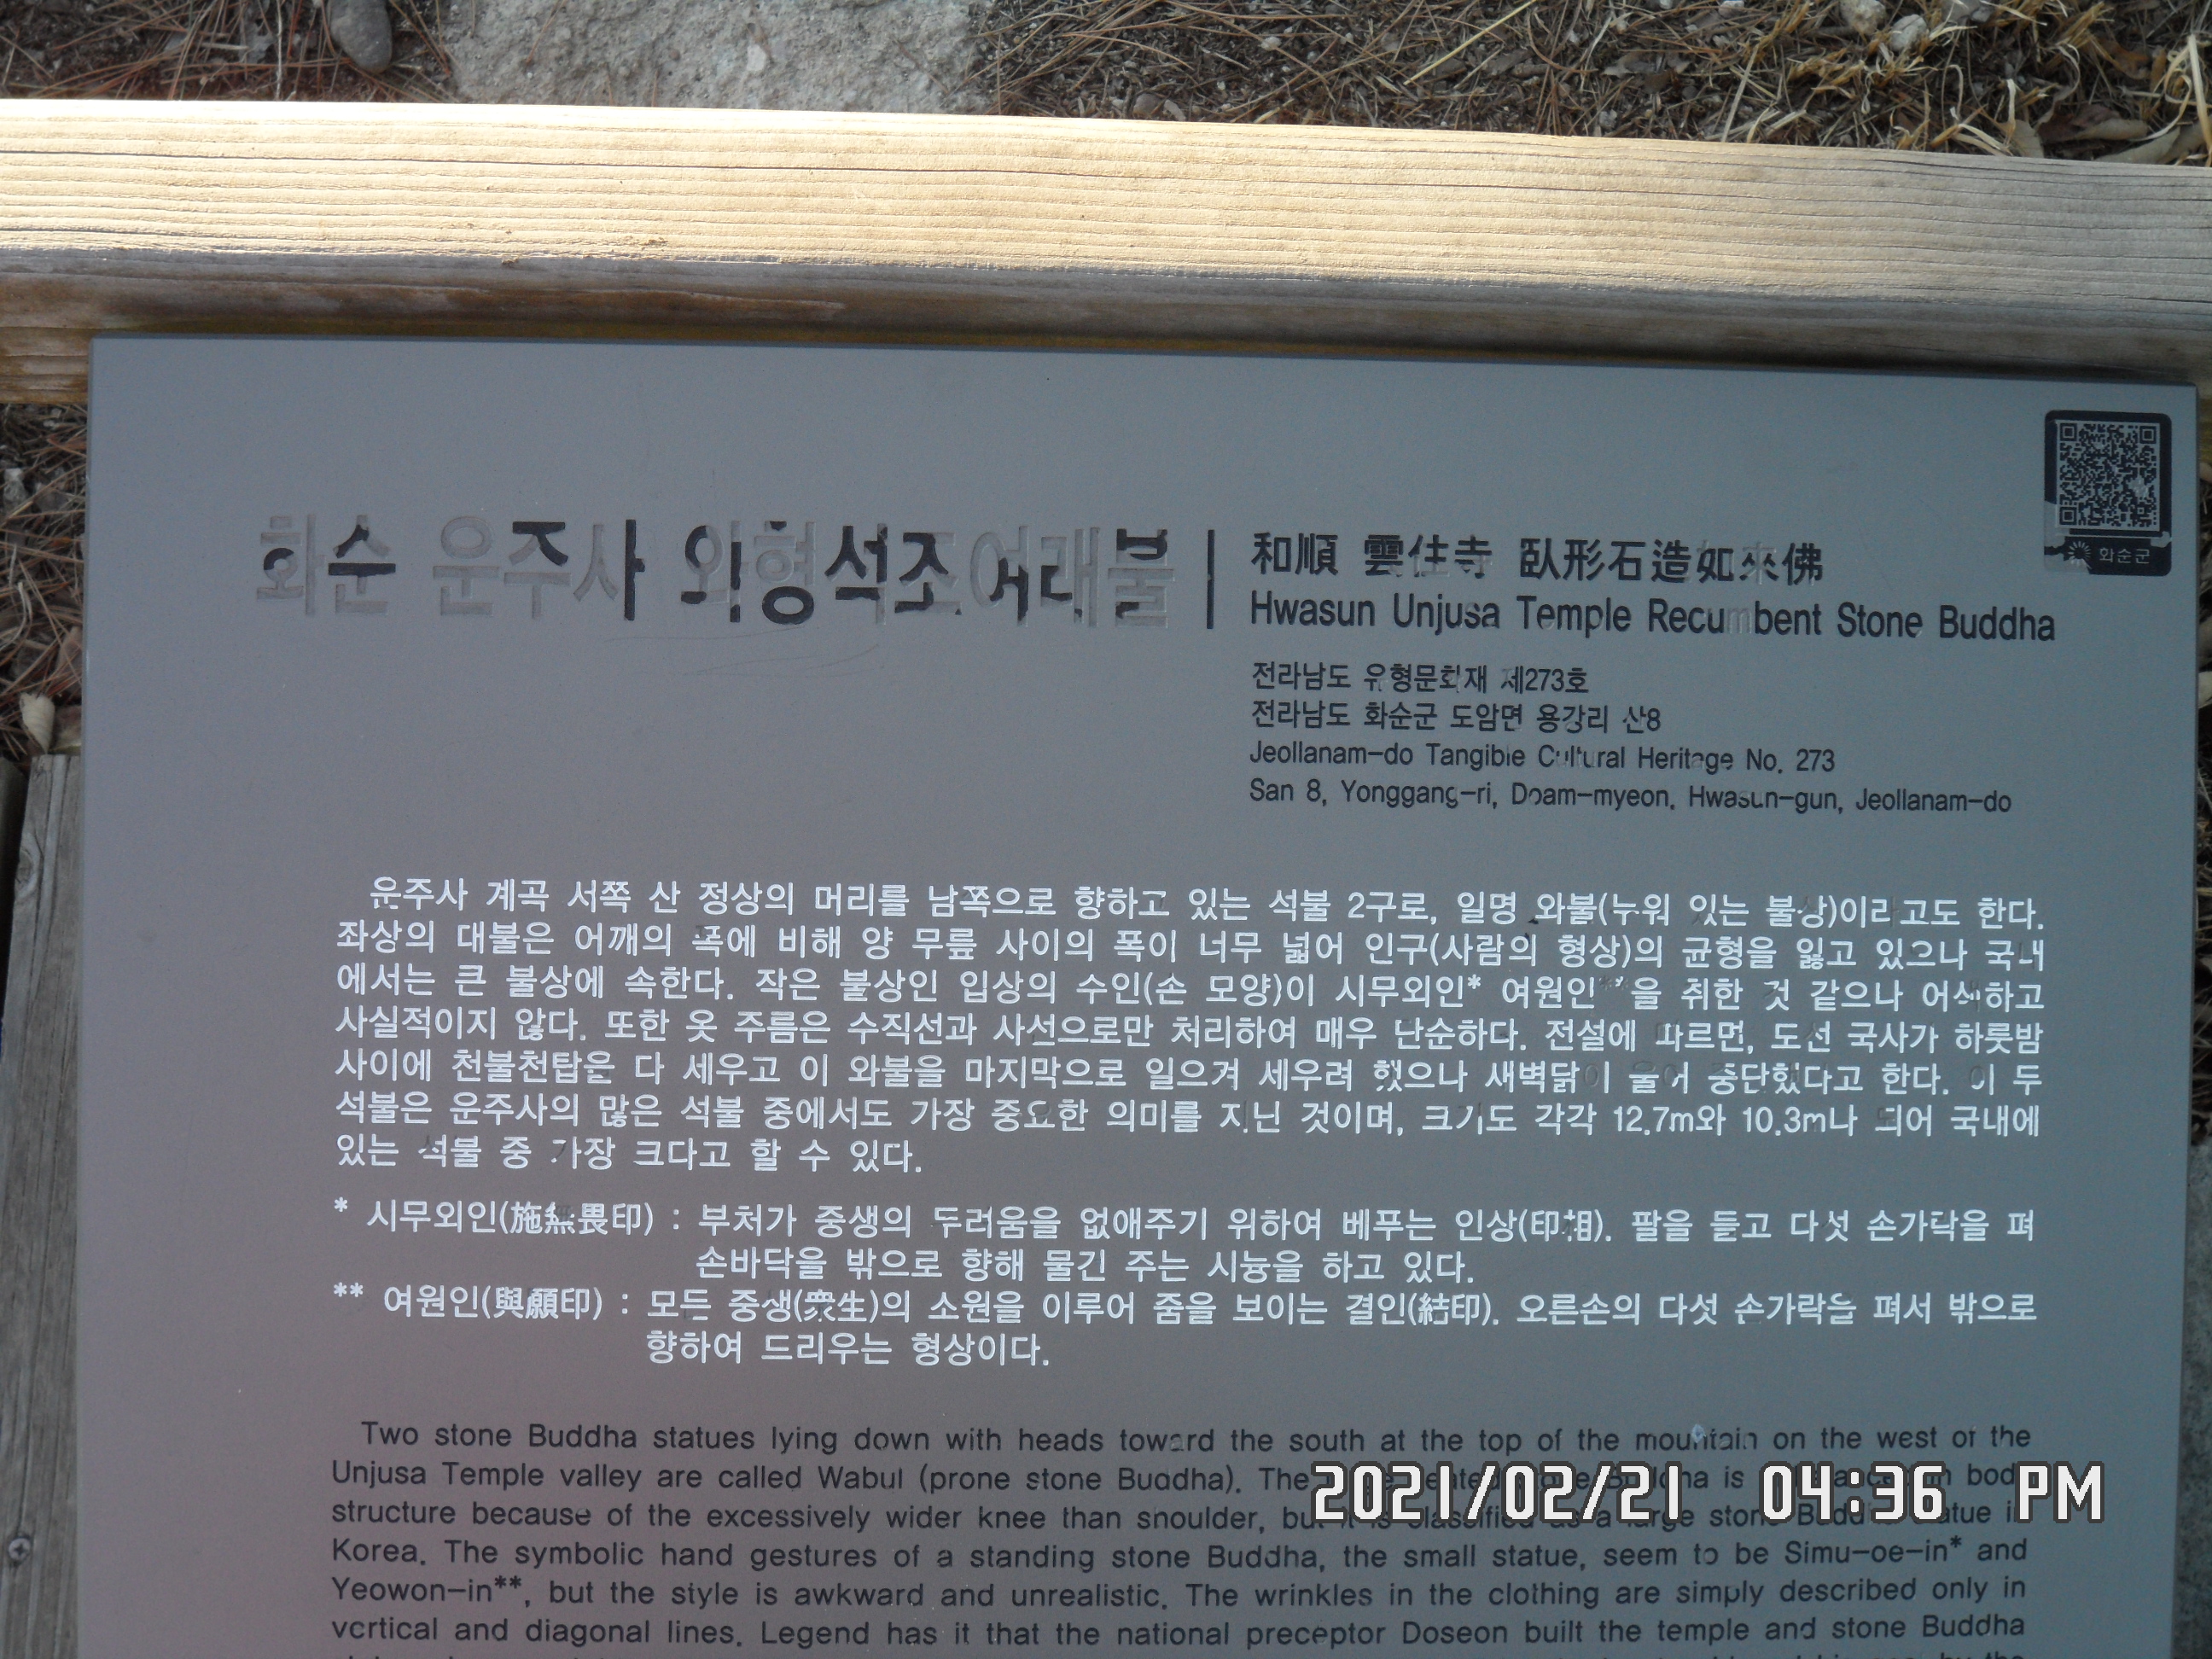 화순군
화순 운주사 와형석조여래불
和順 雲住寺 臥形石造如來佛
Hwasun Unjusa Temple Recumbent Stone Buddha
전라남도 유형문화재 제273호
전라남도 화순군 도암면 용강리 산8
Jeollanam-do Tangible Cultural Heritage No. 273
San 8, Yonggang-ri, Doam-myeon, Hwasun-gun, Jeollanam-do
운주사 계곡 서쪽 산 정상의 머리를 남쪽으로 향하고 있는 석불 2구로, 일명 와불(누워 있는 불상)이라고도 한다.
좌상의 대불은 어깨의 폭에 비해 양 무릎 사이의 폭이 너무 넓어 인구(사람의 형상)의 균형을 잃고 있으나 국내
에서는 큰 불상에 속한다. 작은 불상인 입상의 수인(손 모양)이 시무외인* 여원인**을 취한 것 같으나 어색하고
사실적이지 않다. 또한 옷 주름은 수직선과 사선으로만 처리하여 매우 단순하다. 전설에 따르면, 도선 국사가 하룻밤
사이에 천불천탑을 다 세우고 이 와불을 마지막으로 일으켜 세우려 했으나 새벽닭이 울어 중단했다고 한다. 이 두
석불은 운주사의 많은 석불 중에서도 가장 중요한 의미를 지닌 것이며, 크기도 각각 12.7m와 10.3m나 되어 국내에
있는 석불 중 가장 크다고 할 수 있다.
* 시무외인(施無畏印) : 부처가 중생의 두려움을 없애주기 위하여 베푸는 인상(印相). 팔을 들고 다섯 손가락을 펴
손바닥을 밖으로 향해 물긴 주는 시늉을 하고 있다.
** 여원인(與願印) : 모든 중생(衆生)의 소원을 이루어 줌을 보이는 결인(結印). 오른손의 다섯 손가락을 펴서 밖으로
향하여 드리우는 형상이다.
Two stone Buddha statues lying down with heads toward the south at the top of the mountain on the west of the
Unjusa Temple valley are called Wabul (prone stone Buddha). The Buddha is in body
structure because of the excessively wider knee than shoulder, but it is classified as a large stone Buddha statue in
Korea. The symbolic hand gestures of a standing stone Buddha, the small statue, seem to be Simu-oe-in* and
Yeowon-in**, but the style is awkward and unrealistic. The wrinkles in the clothing are simply described only in
vertical and diagonal lines. Legend has it that the national preceptor Doseon built the temple and stone Buddha
2021/02/21 04:36 PM